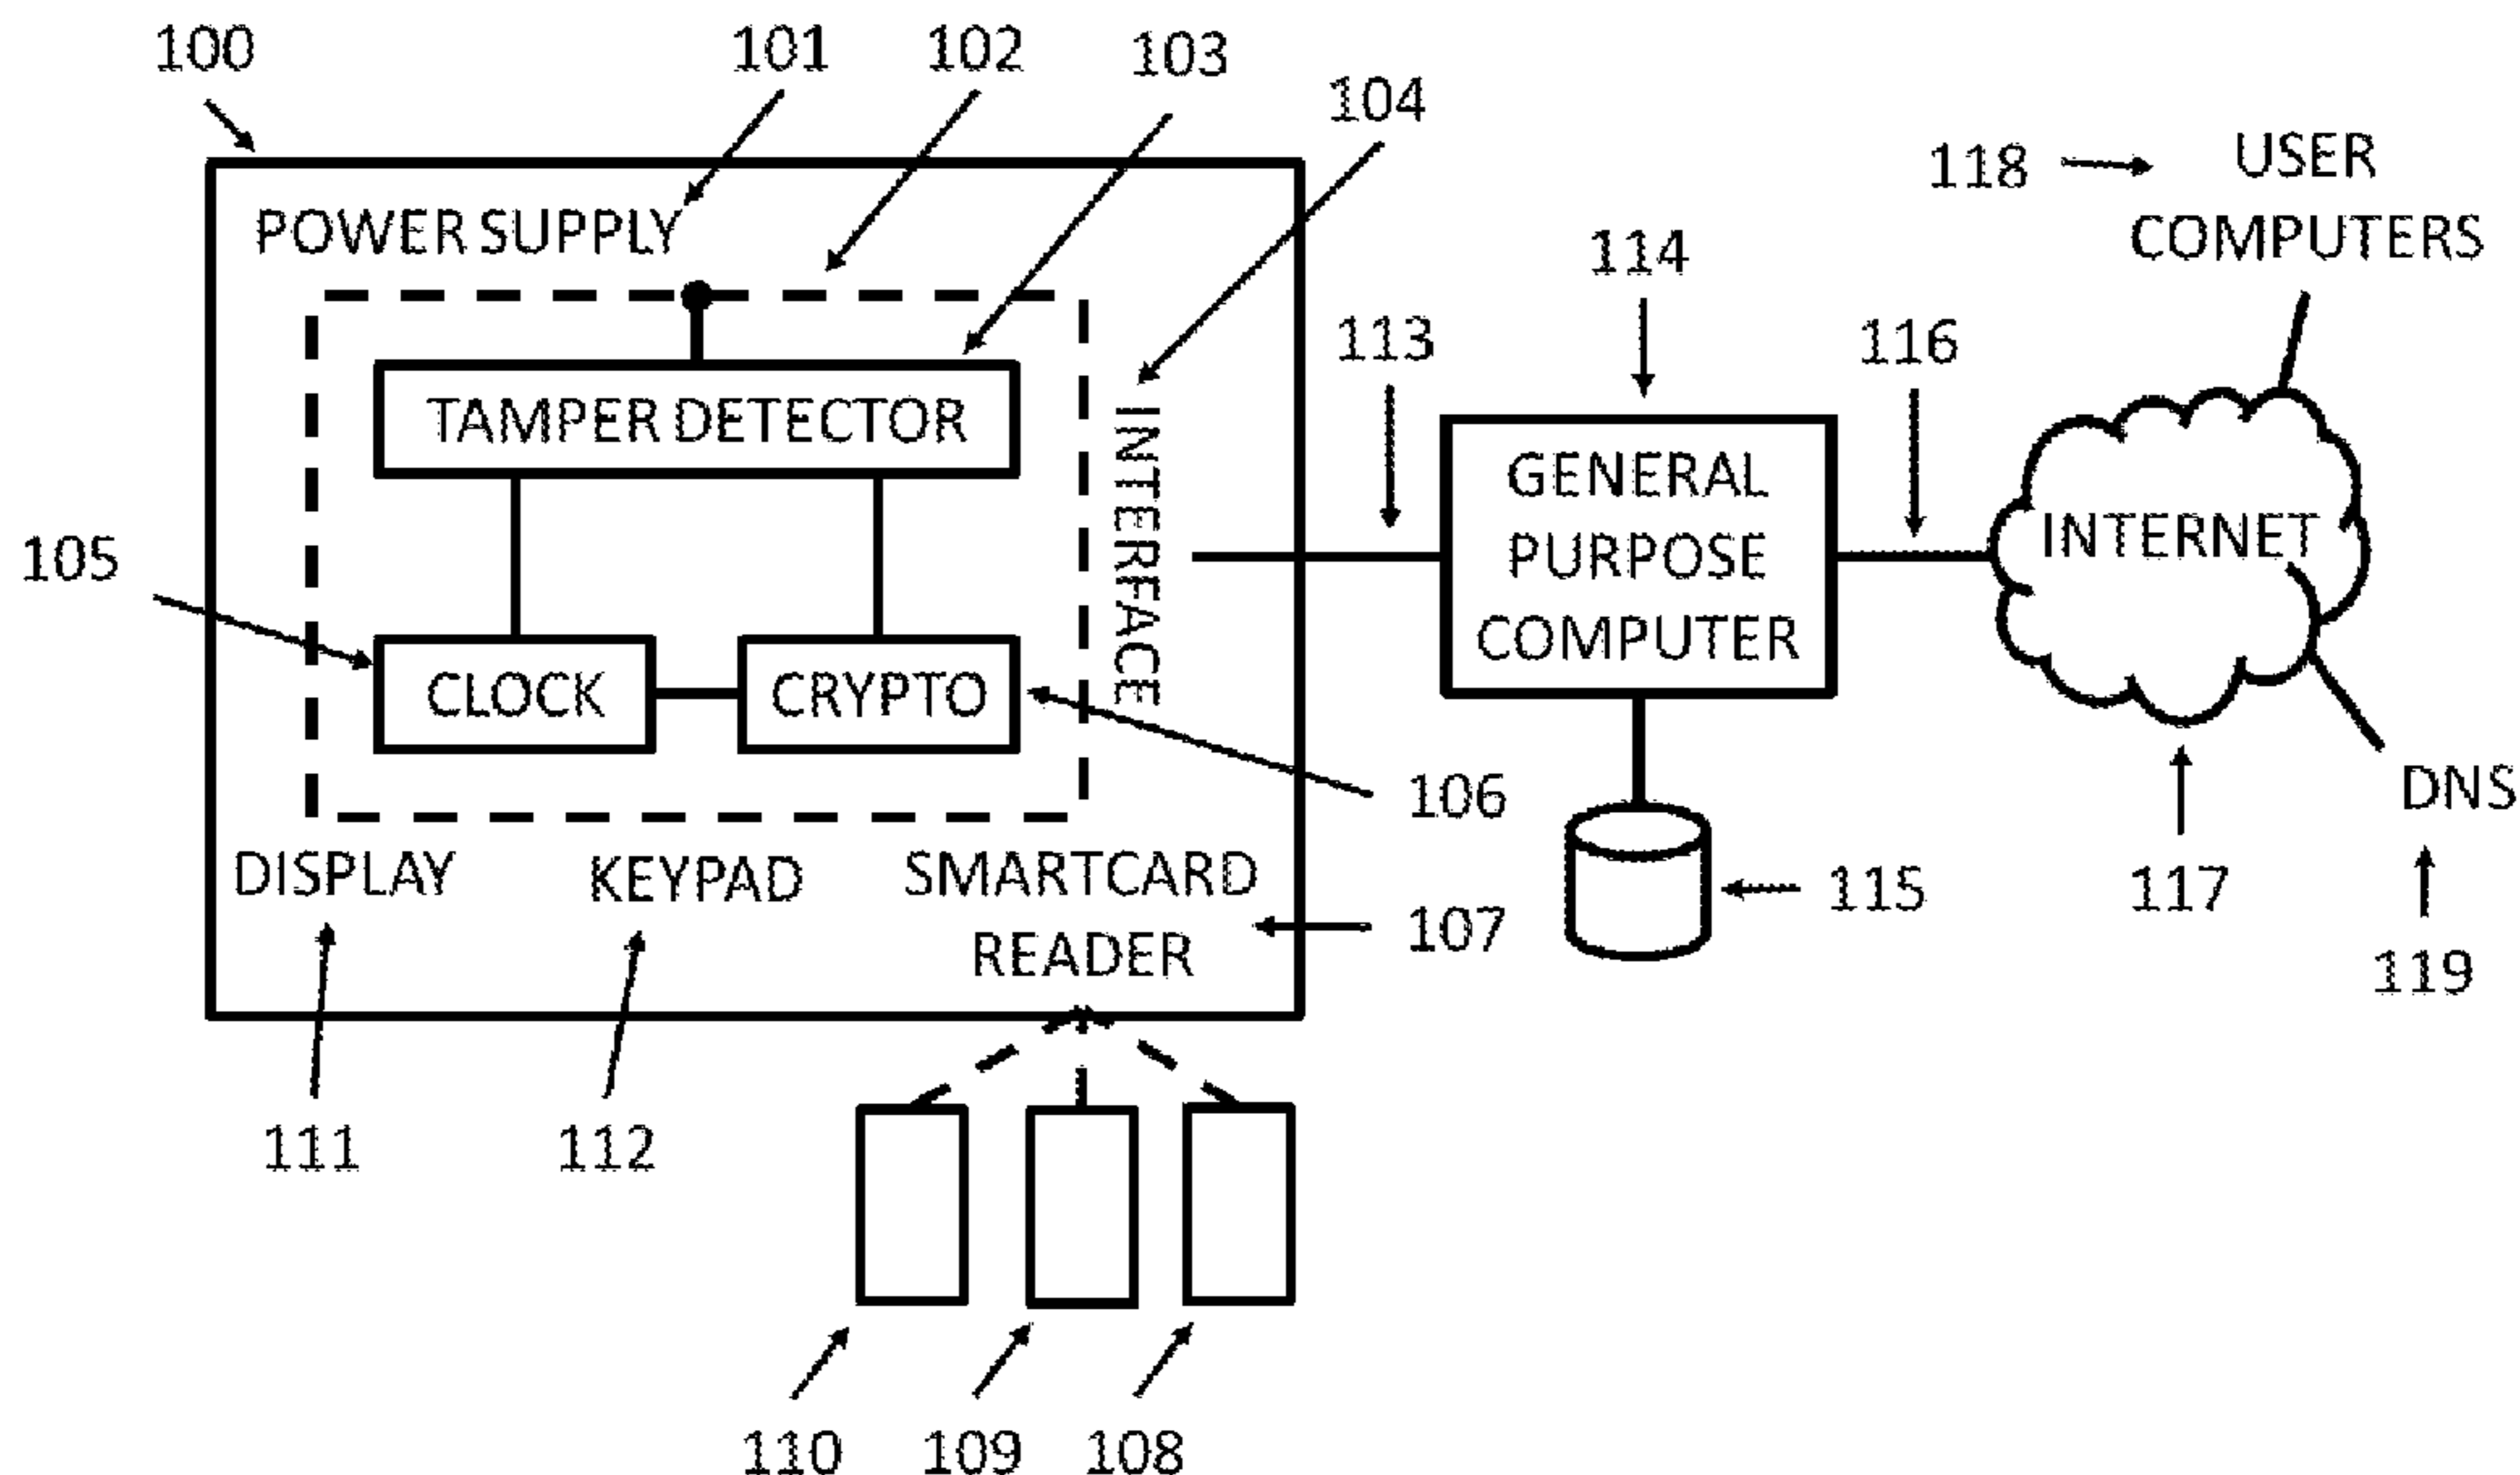 100
101
102
103
104
118
USER
COMPUTERS
POWER SUPPLY
114
113
116
TAMPER DETECTOR
INTERFACE
GENERAL
PURPOSE
COMPUTER
INTERNET
105
CLOCK
CRYPTO
106
DNS
DISPLAY
KEYPAD
SMARTCARD
READER
107
115
117
119
111
112
110
109
108